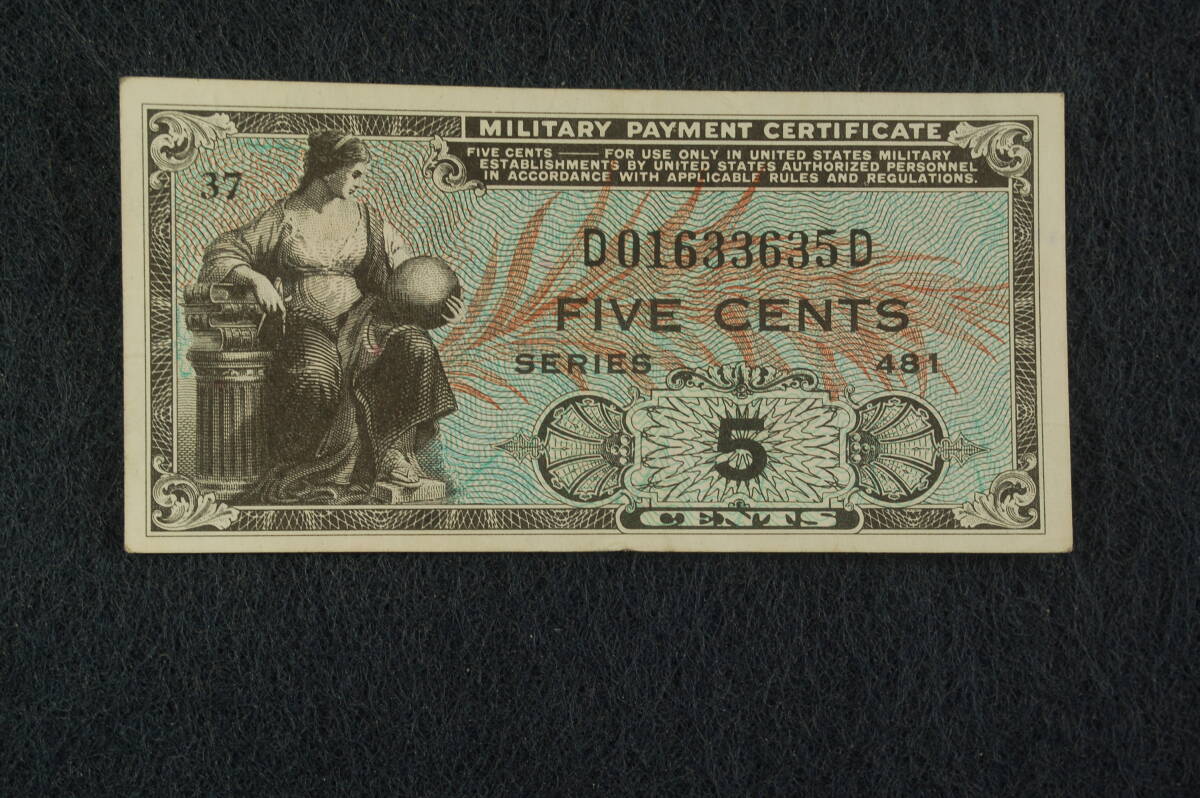 MILITARY PAYMENT CERTIFICATE
FIVE CENTS — FOR USE ONLY IN UNITED STATES MILITARY
ESTABLISHMENTS BY UNITED STATES AUTHORIZED PERSONNEL
IN ACCORDANCE WITH APPLICABLE RULES AND REGULATIONS.
37
D01633635D
FIVE CENTS
SERIES 481
5
CENTS